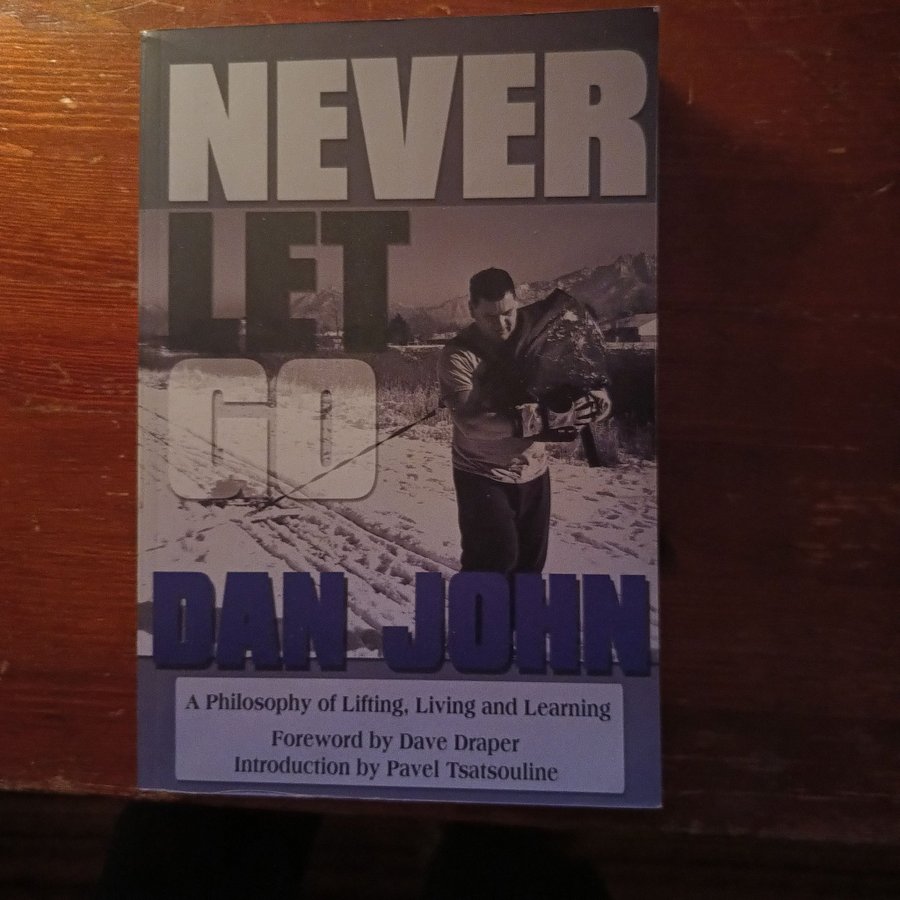 NEVER
LET
GO
DAN JOHN
A Philosophy of Lifting, Living and Learning
Foreword by Dave Draper
Introduction by Pavel Tsatsouline